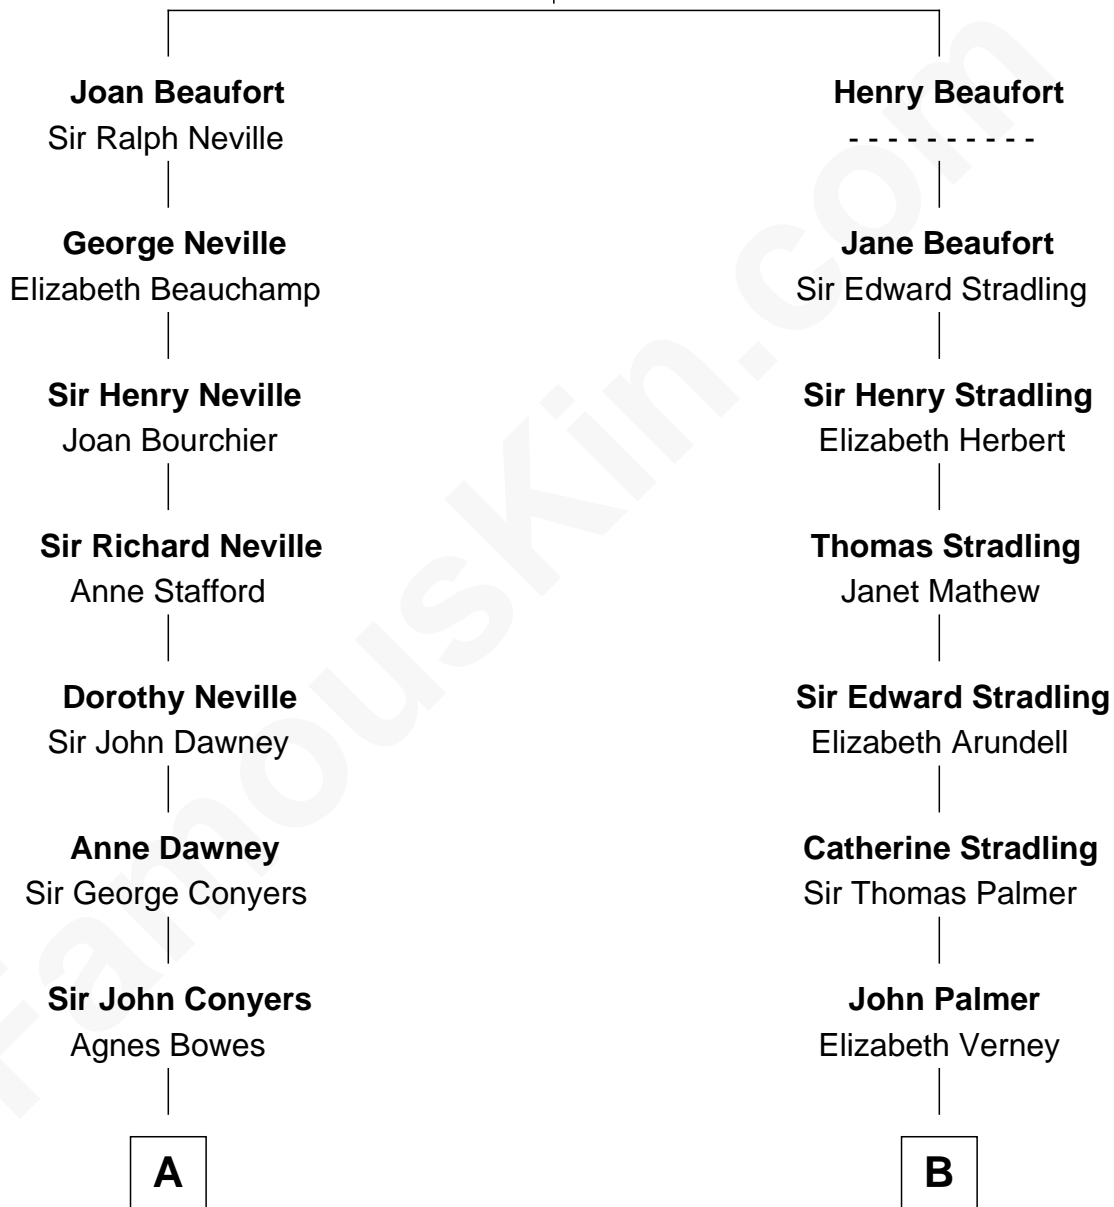 Joan Beaufort
Sir Ralph Neville
George Neville
Elizabeth Beauchamp
Sir Henry Neville
Joan Bourchier
Sir Richard Neville
Anne Stafford
Dorothy Neville
Sir John Dawney
Anne Dawney
Sir George Conyers
Sir John Conyers
Agnes Bowes
A
Henry Beaufort
- - - - - - - - - -
Jane Beaufort
Sir Edward Stradling
Sir Henry Stradling
Elizabeth Herbert
Thomas Stradling
Janet Mathew
Sir Edward Stradling
Elizabeth Arundell
Catherine Stradling
Sir Thomas Palmer
John Palmer
Elizabeth Verney
B
FamousKin.com